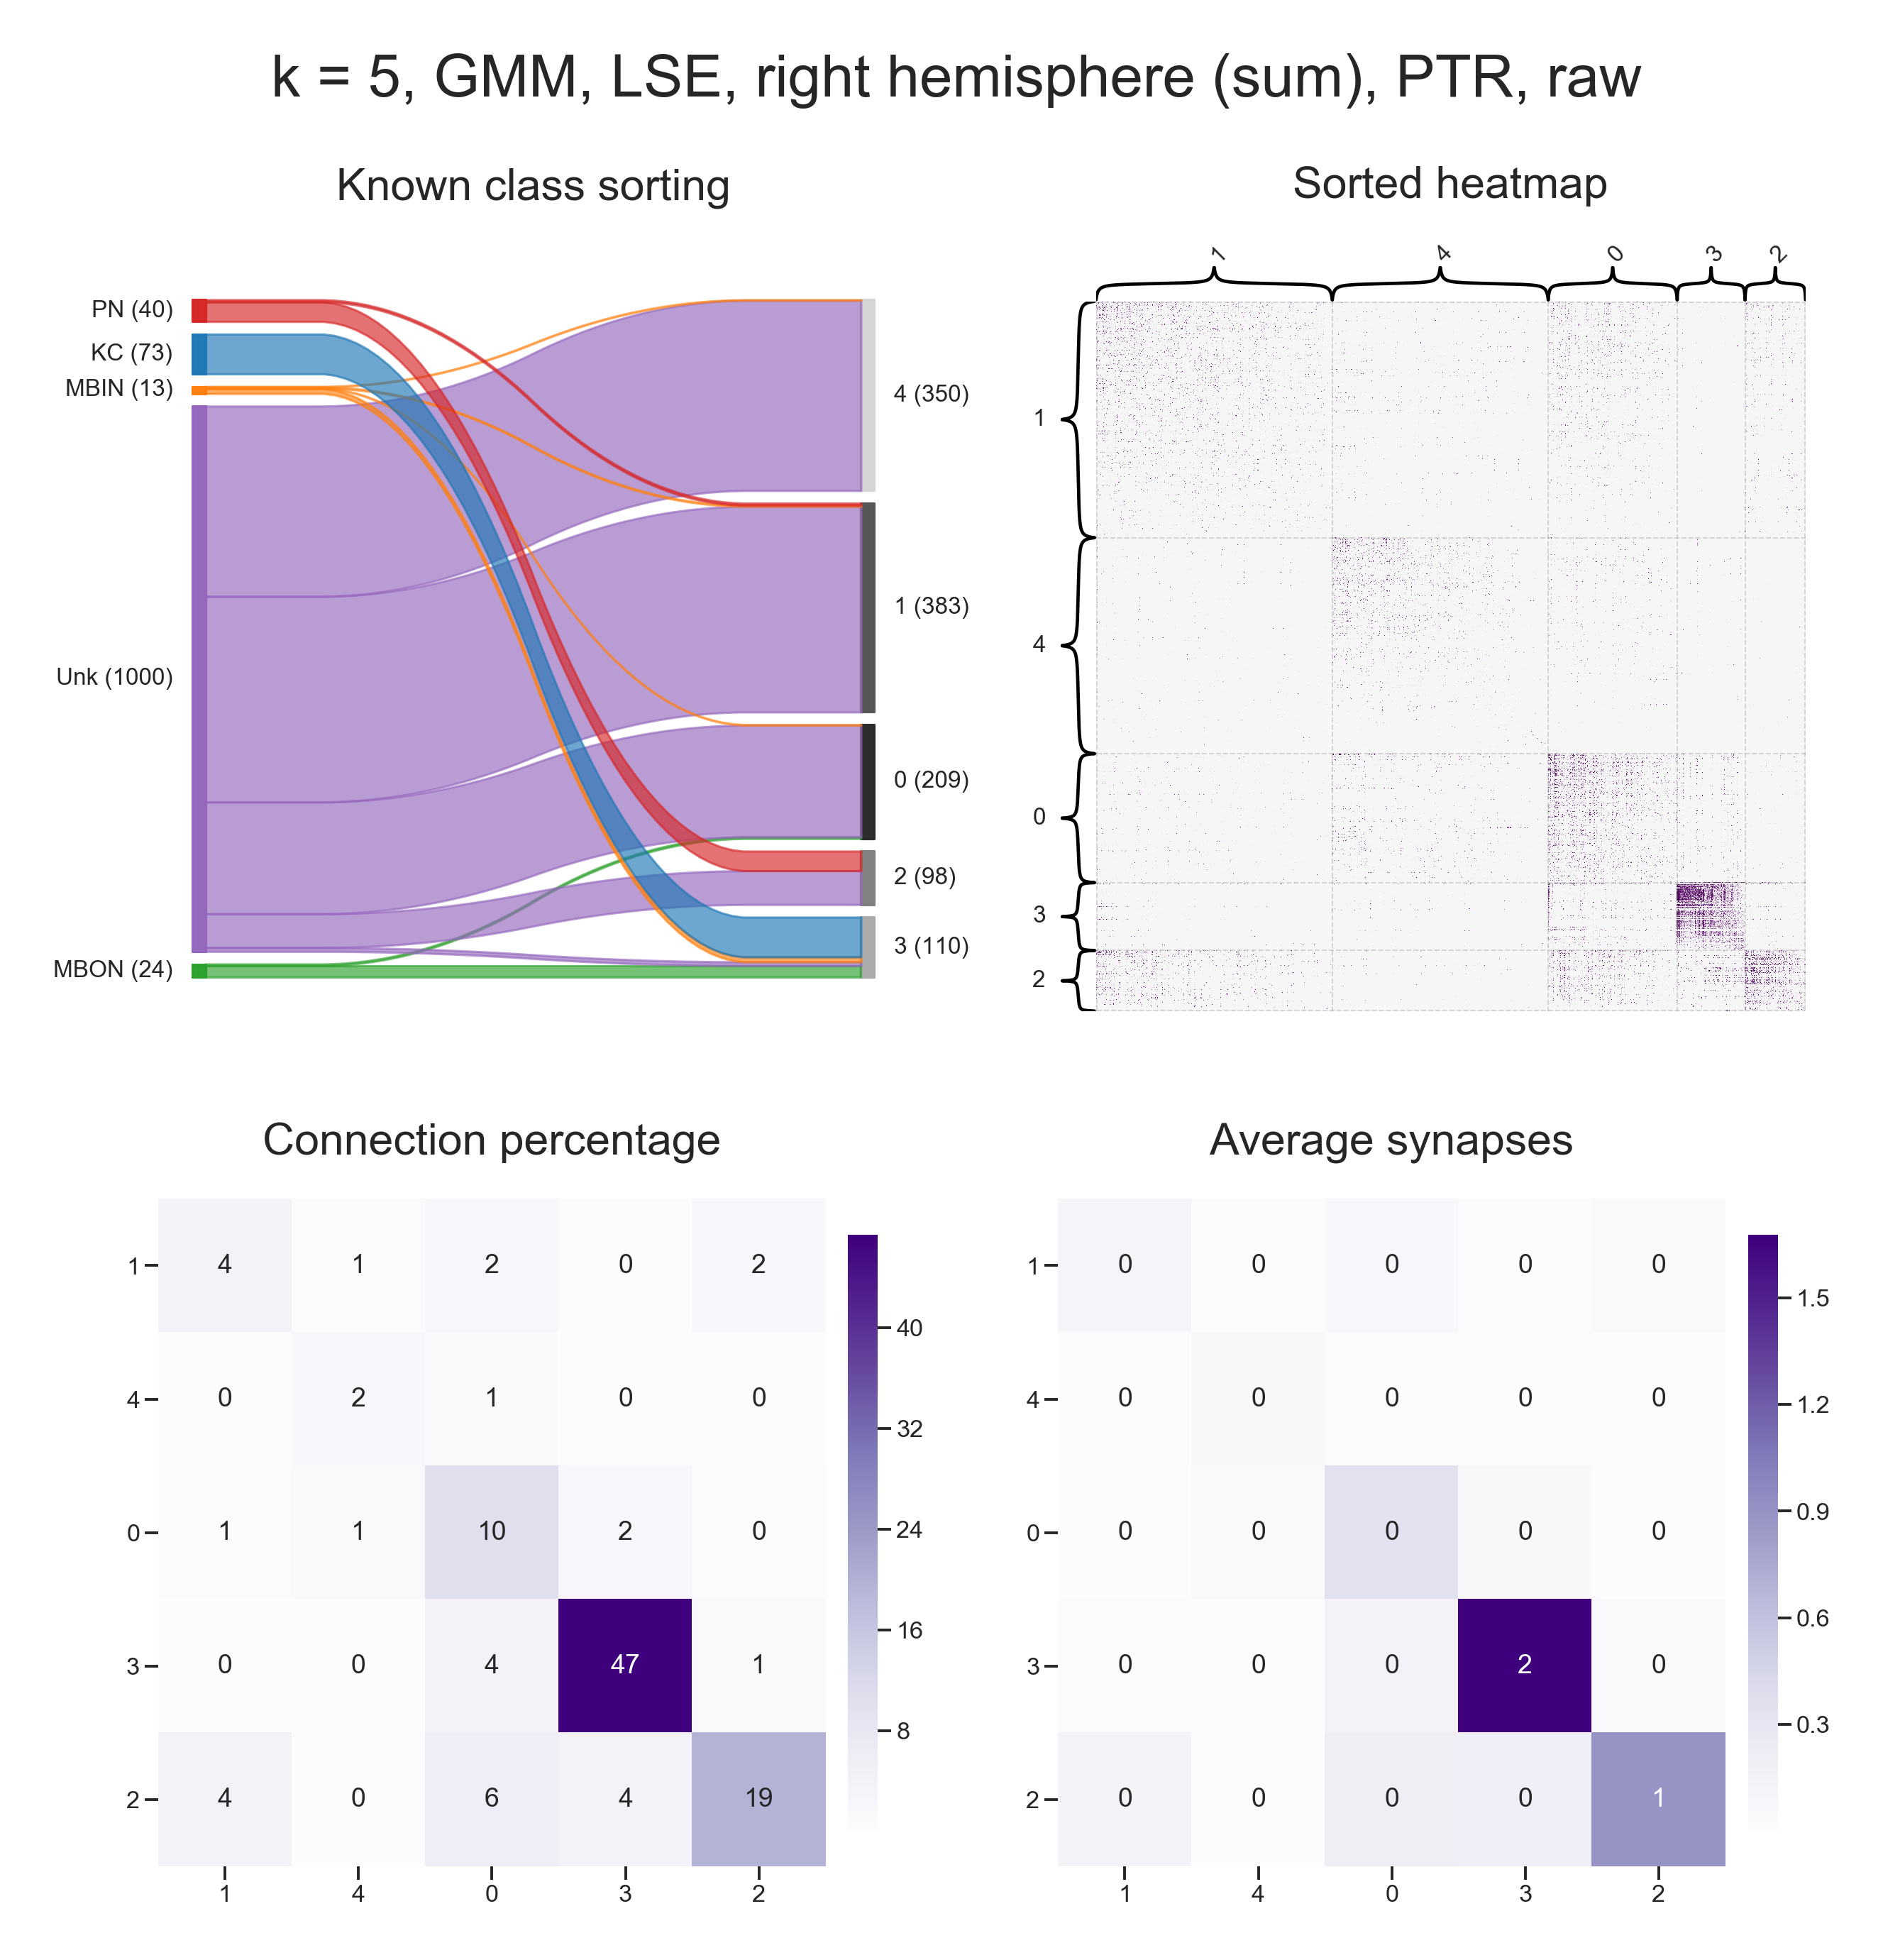 k = 5, GMM, LSE, right hemisphere (sum), PTR, raw
Known class sorting
PN (40)
KC (73)
MBIN (13)
Unk (1000)
MBON (24)
4 (350)
1 (383)
0 (209)
2 (98)
3 (110)
Sorted heatmap
1 4 0 3 2
1
4
0
3
2
Connection percentage
1 4 1 2 0 2
4 0 2 1 0 0
0 1 1 10 2 0
3 0 0 4 47 1
2 4 0 6 4 19
1 4 0 3 2
40
32
24
16
8
Average synapses
1 0 0 0 0 0
4 0 0 0 0 0
0 0 0 0 0 0
3 0 0 0 2 0
2 0 0 0 0 1
1 4 0 3 2
1.5
1.2
0.9
0.6
0.3